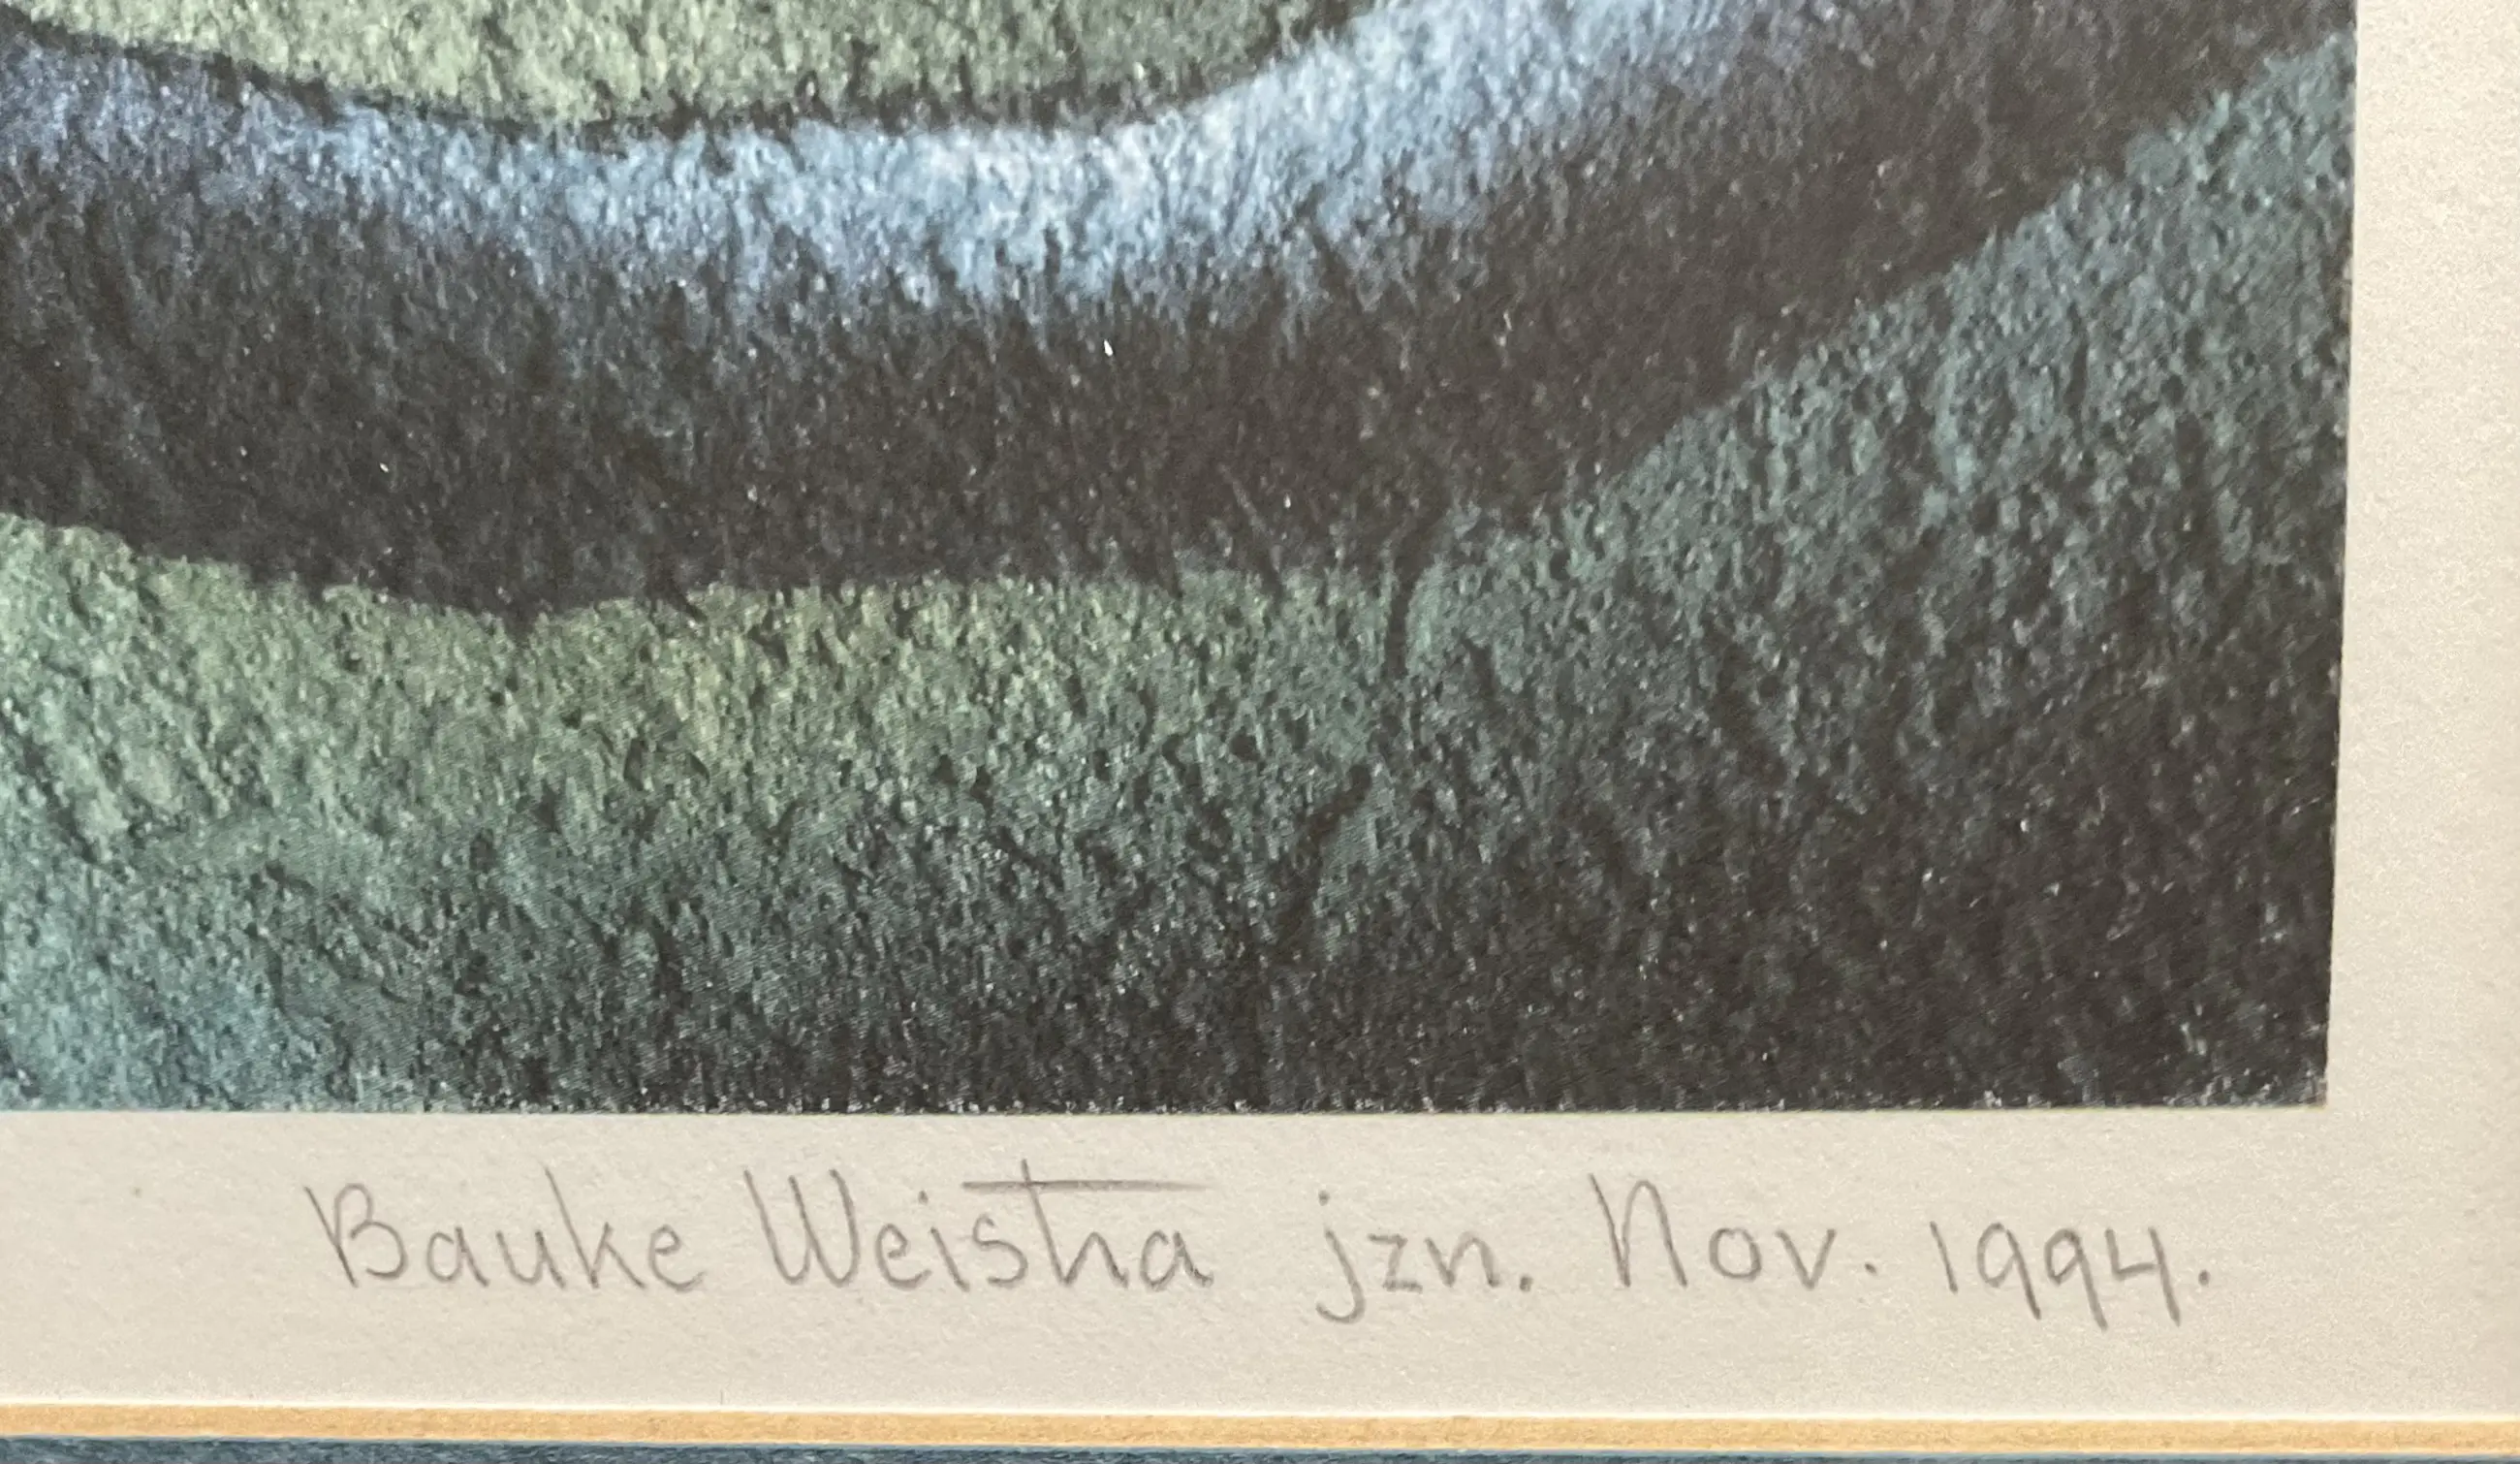 Bauke Weistra jzn. Nov. 1994.